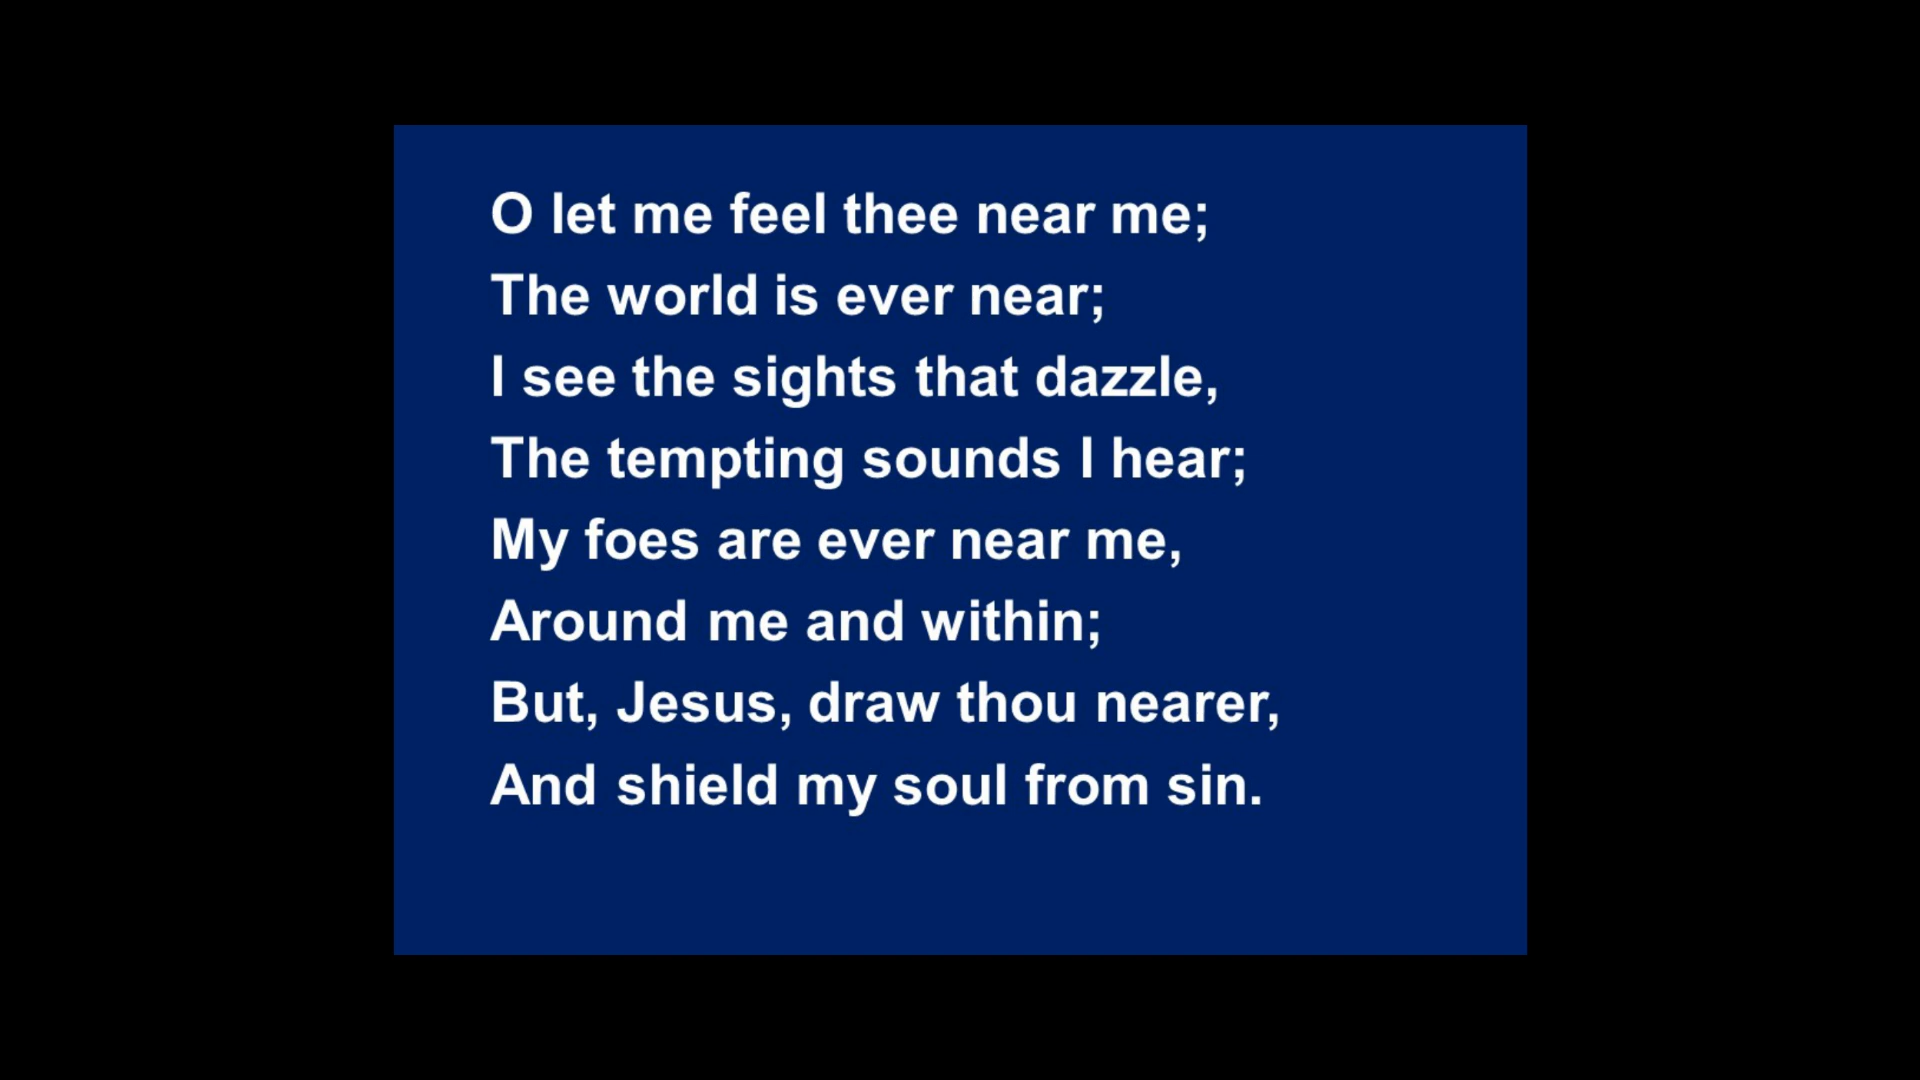 O let me feel thee near me;
The world is ever near;
I see the sights that dazzle,
The tempting sounds I hear;
My foes are ever near me,
Around me and within;
But, Jesus, draw thou nearer,
And shield my soul from sin.